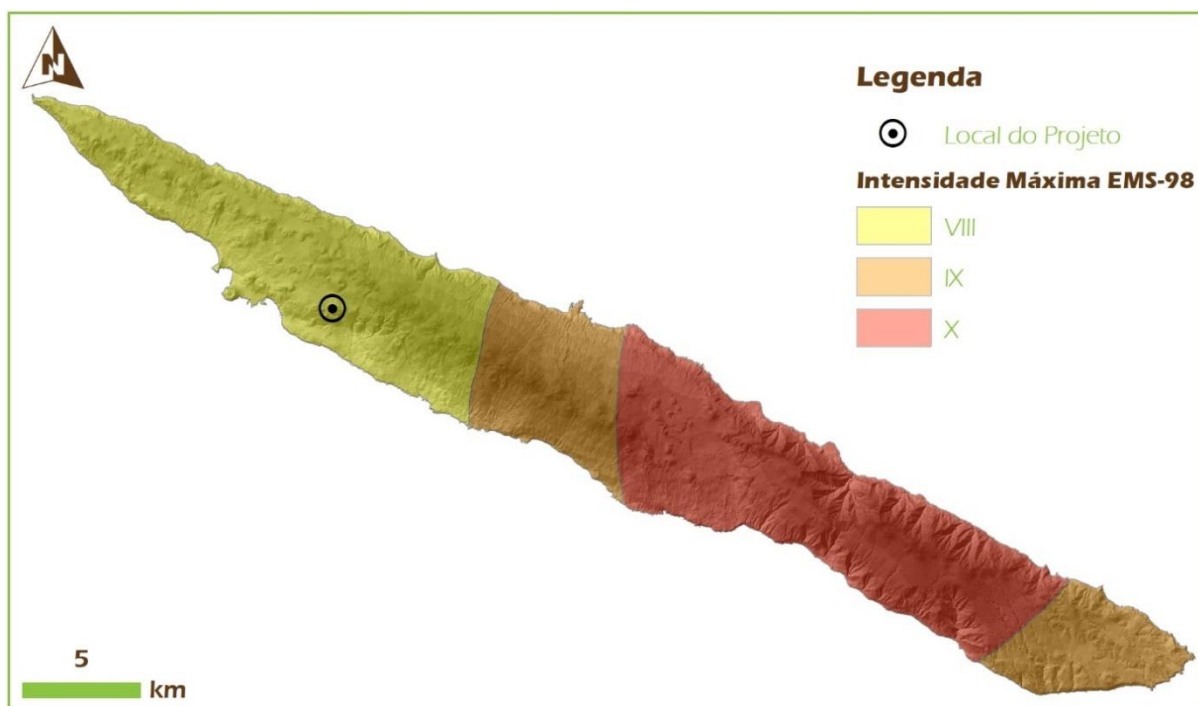 N
Legenda
Local do Projeto
Intensidade Máxima EMS-98
VIII
IX
X
5
km